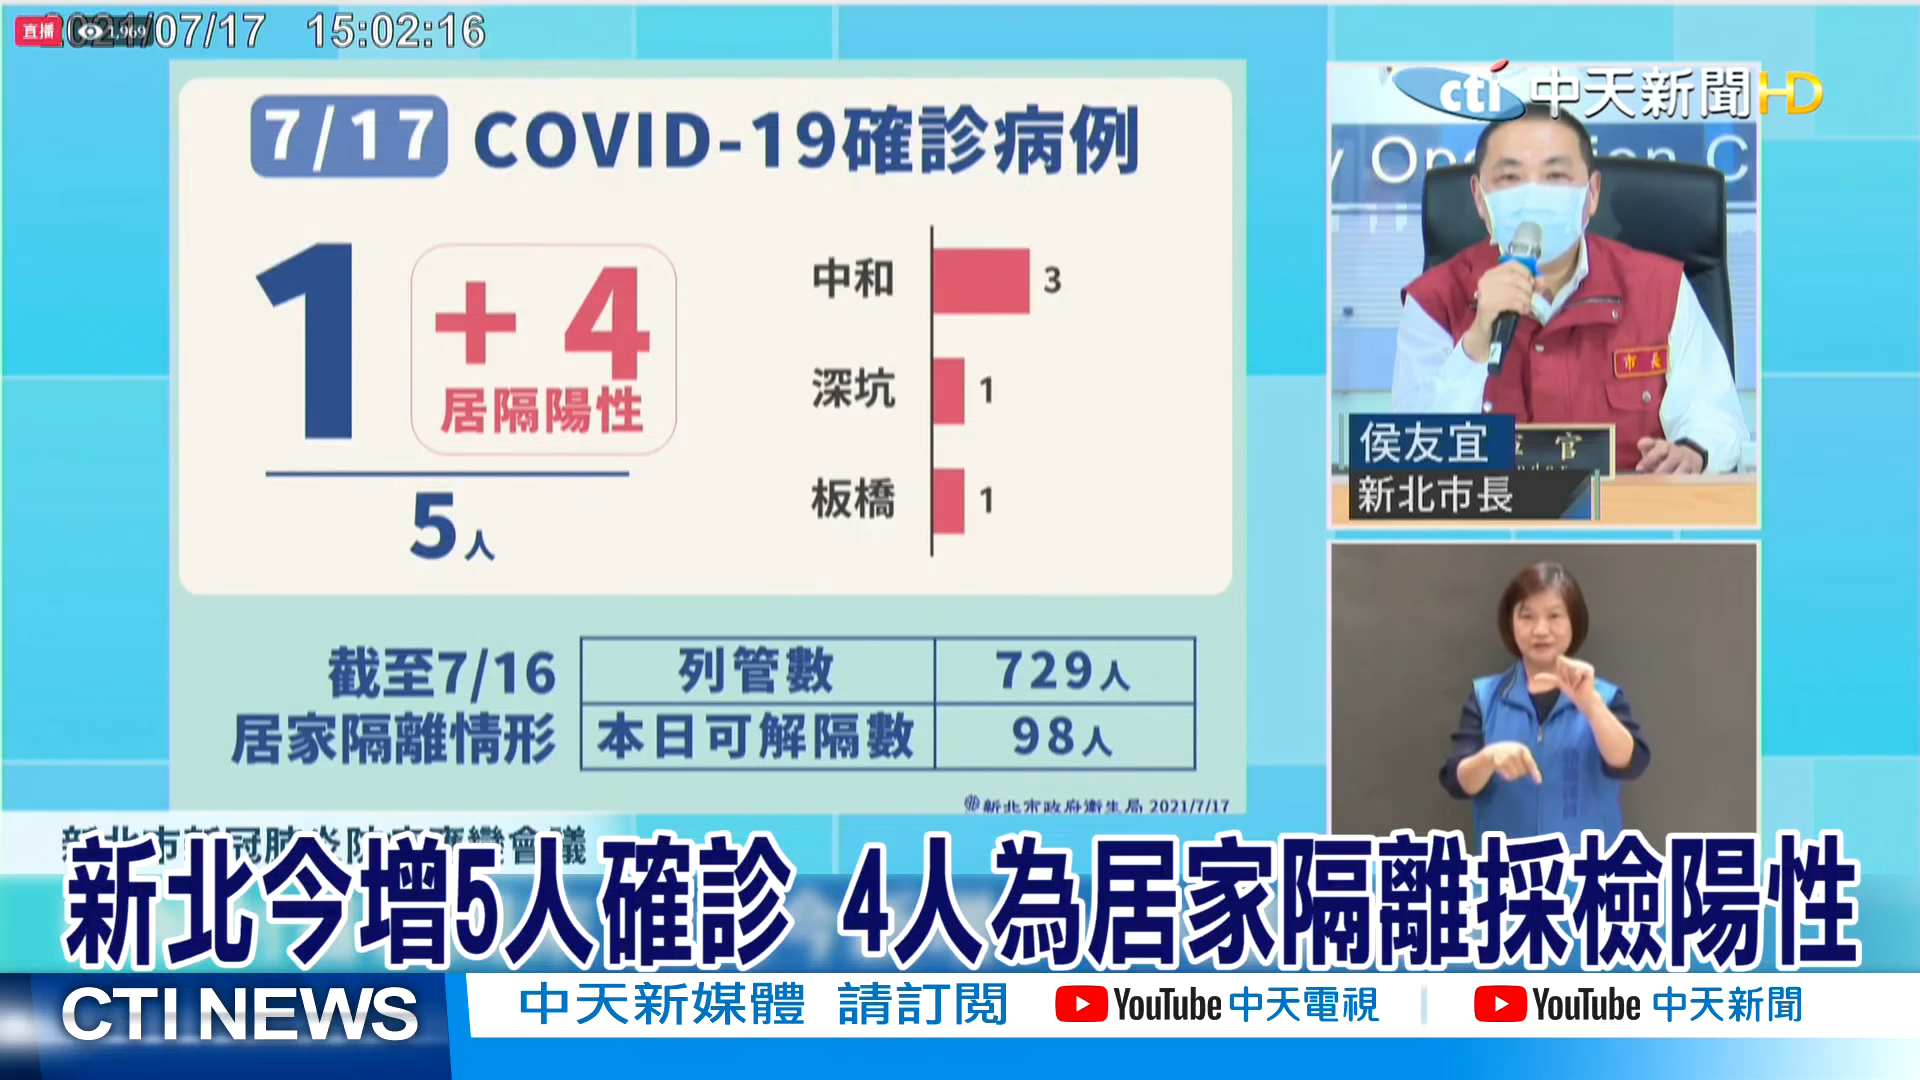 直播 1,969
2021/07/17 15:02:16
cti 中天新聞HD
7/17 COVID-19確診病例
1 + 4
居隔陽性
5人
中和 3
深坑 1
板橋 1
侯友宜
新北市長
市長
截至7/16
居家隔離情形
列管數 729人
本日可解隔數 98人
新北市政府衛生局 2021/7/17
新北今增5人確診 4人為居家隔離採檢陽性
CTI NEWS
中天新媒體 請訂閱 YouTube 中天電視 YouTube 中天新聞